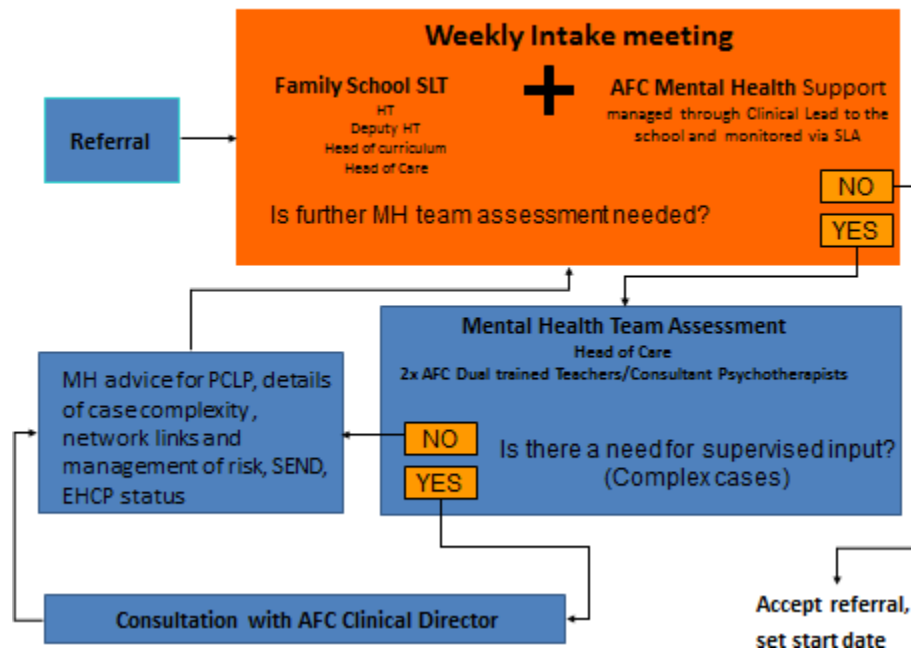 Weekly Intake meeting
Family School SLT
HT
Deputy HT
Head of curriculum
Head of Care
+
AFC Mental Health Support
managed through Clinical Lead to the
school and monitored via SLA
Referral
NO
Is further MH team assessment needed?
YES
Mental Health Team Assessment
Head of Care
2x AFC Dual trained Teachers/Consultant Psychotherapists
NO
Is there a need for supervised input?
YES
(Complex cases)
MH advice for PCLP, details
of case complexity,
network links and
management of risk, SEND,
EHCP status
Consultation with AFC Clinical Director
Accept referral,
set start date